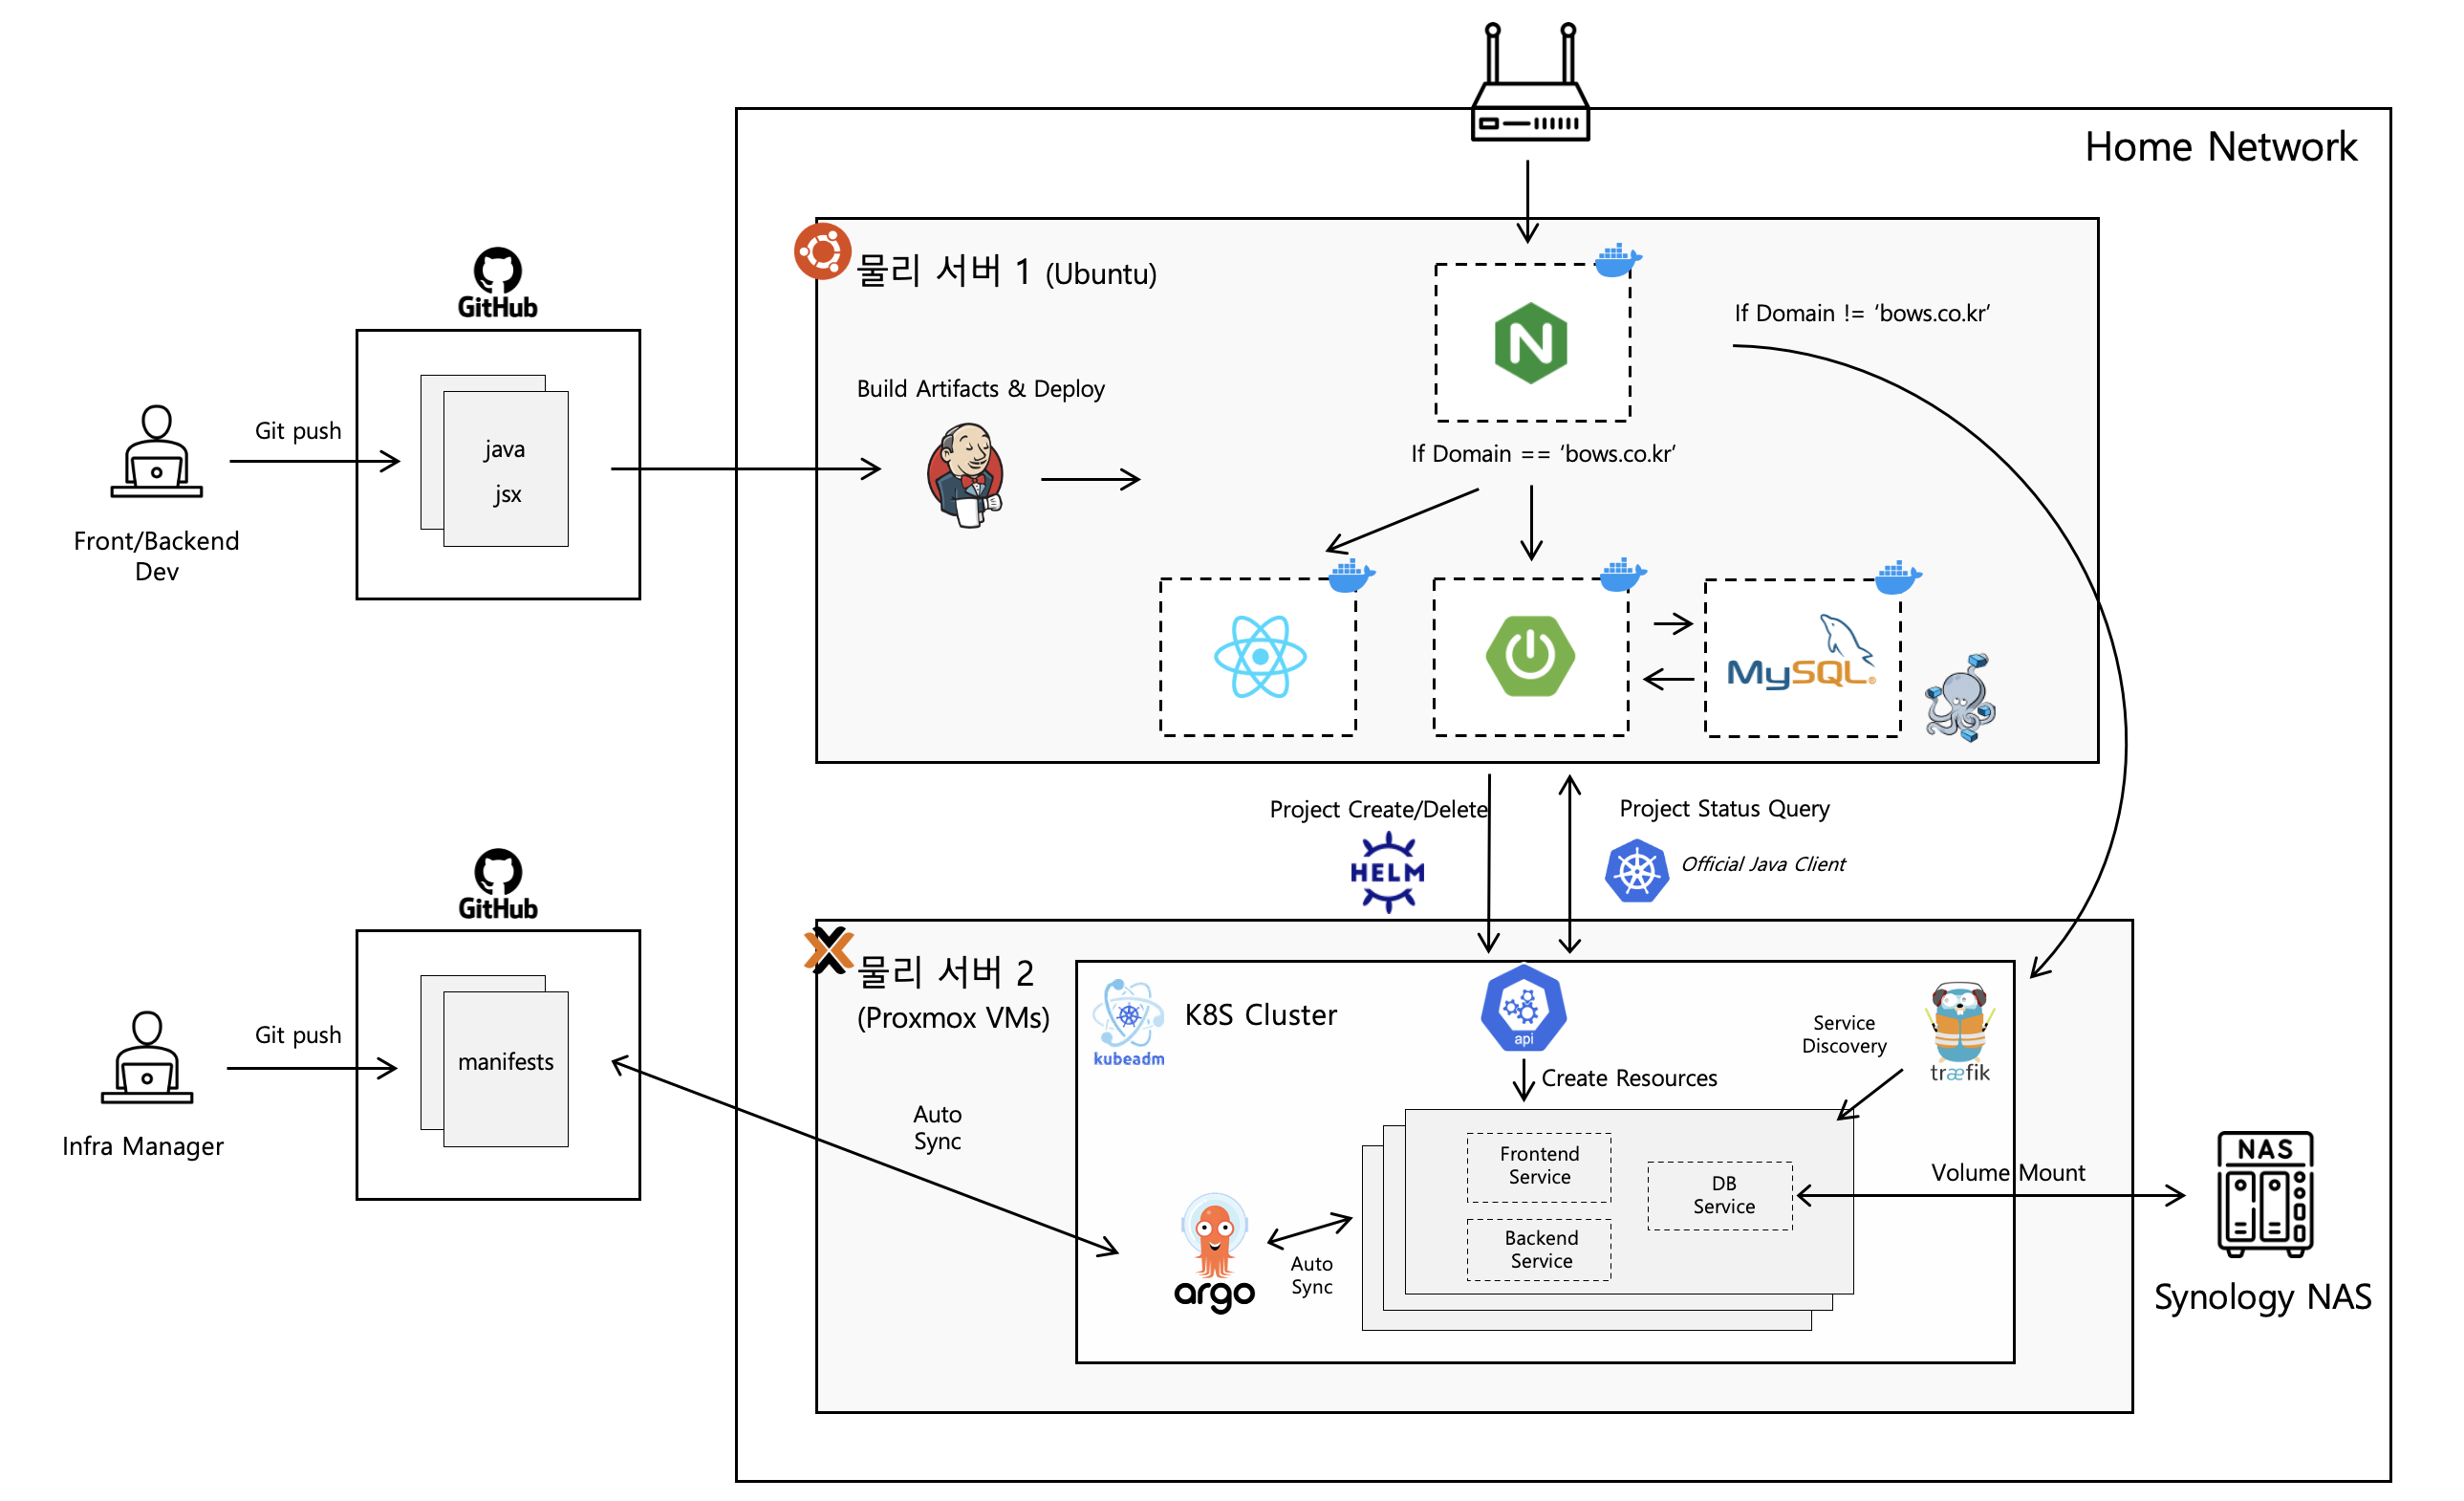 Home Network
물리 서버 1 (Ubuntu)
GitHub
If Domain != ‘bows.co.kr’
Build Artifacts & Deploy
Git push
java
jsx
If Domain == ‘bows.co.kr’
Front/Backend
Dev
MySQL®
Project Create/Delete
Project Status Query
HELM
Official Java Client
GitHub
물리 서버 2
(Proxmox VMs)
kubeadm
K8S Cluster
api
Service
Discovery
træfik
Git push
manifests
Create Resources
Infra Manager
Auto
Sync
Frontend
Service
DB
Service
Backend
Service
Volume Mount
NAS
Synology NAS
argo
Auto
Sync